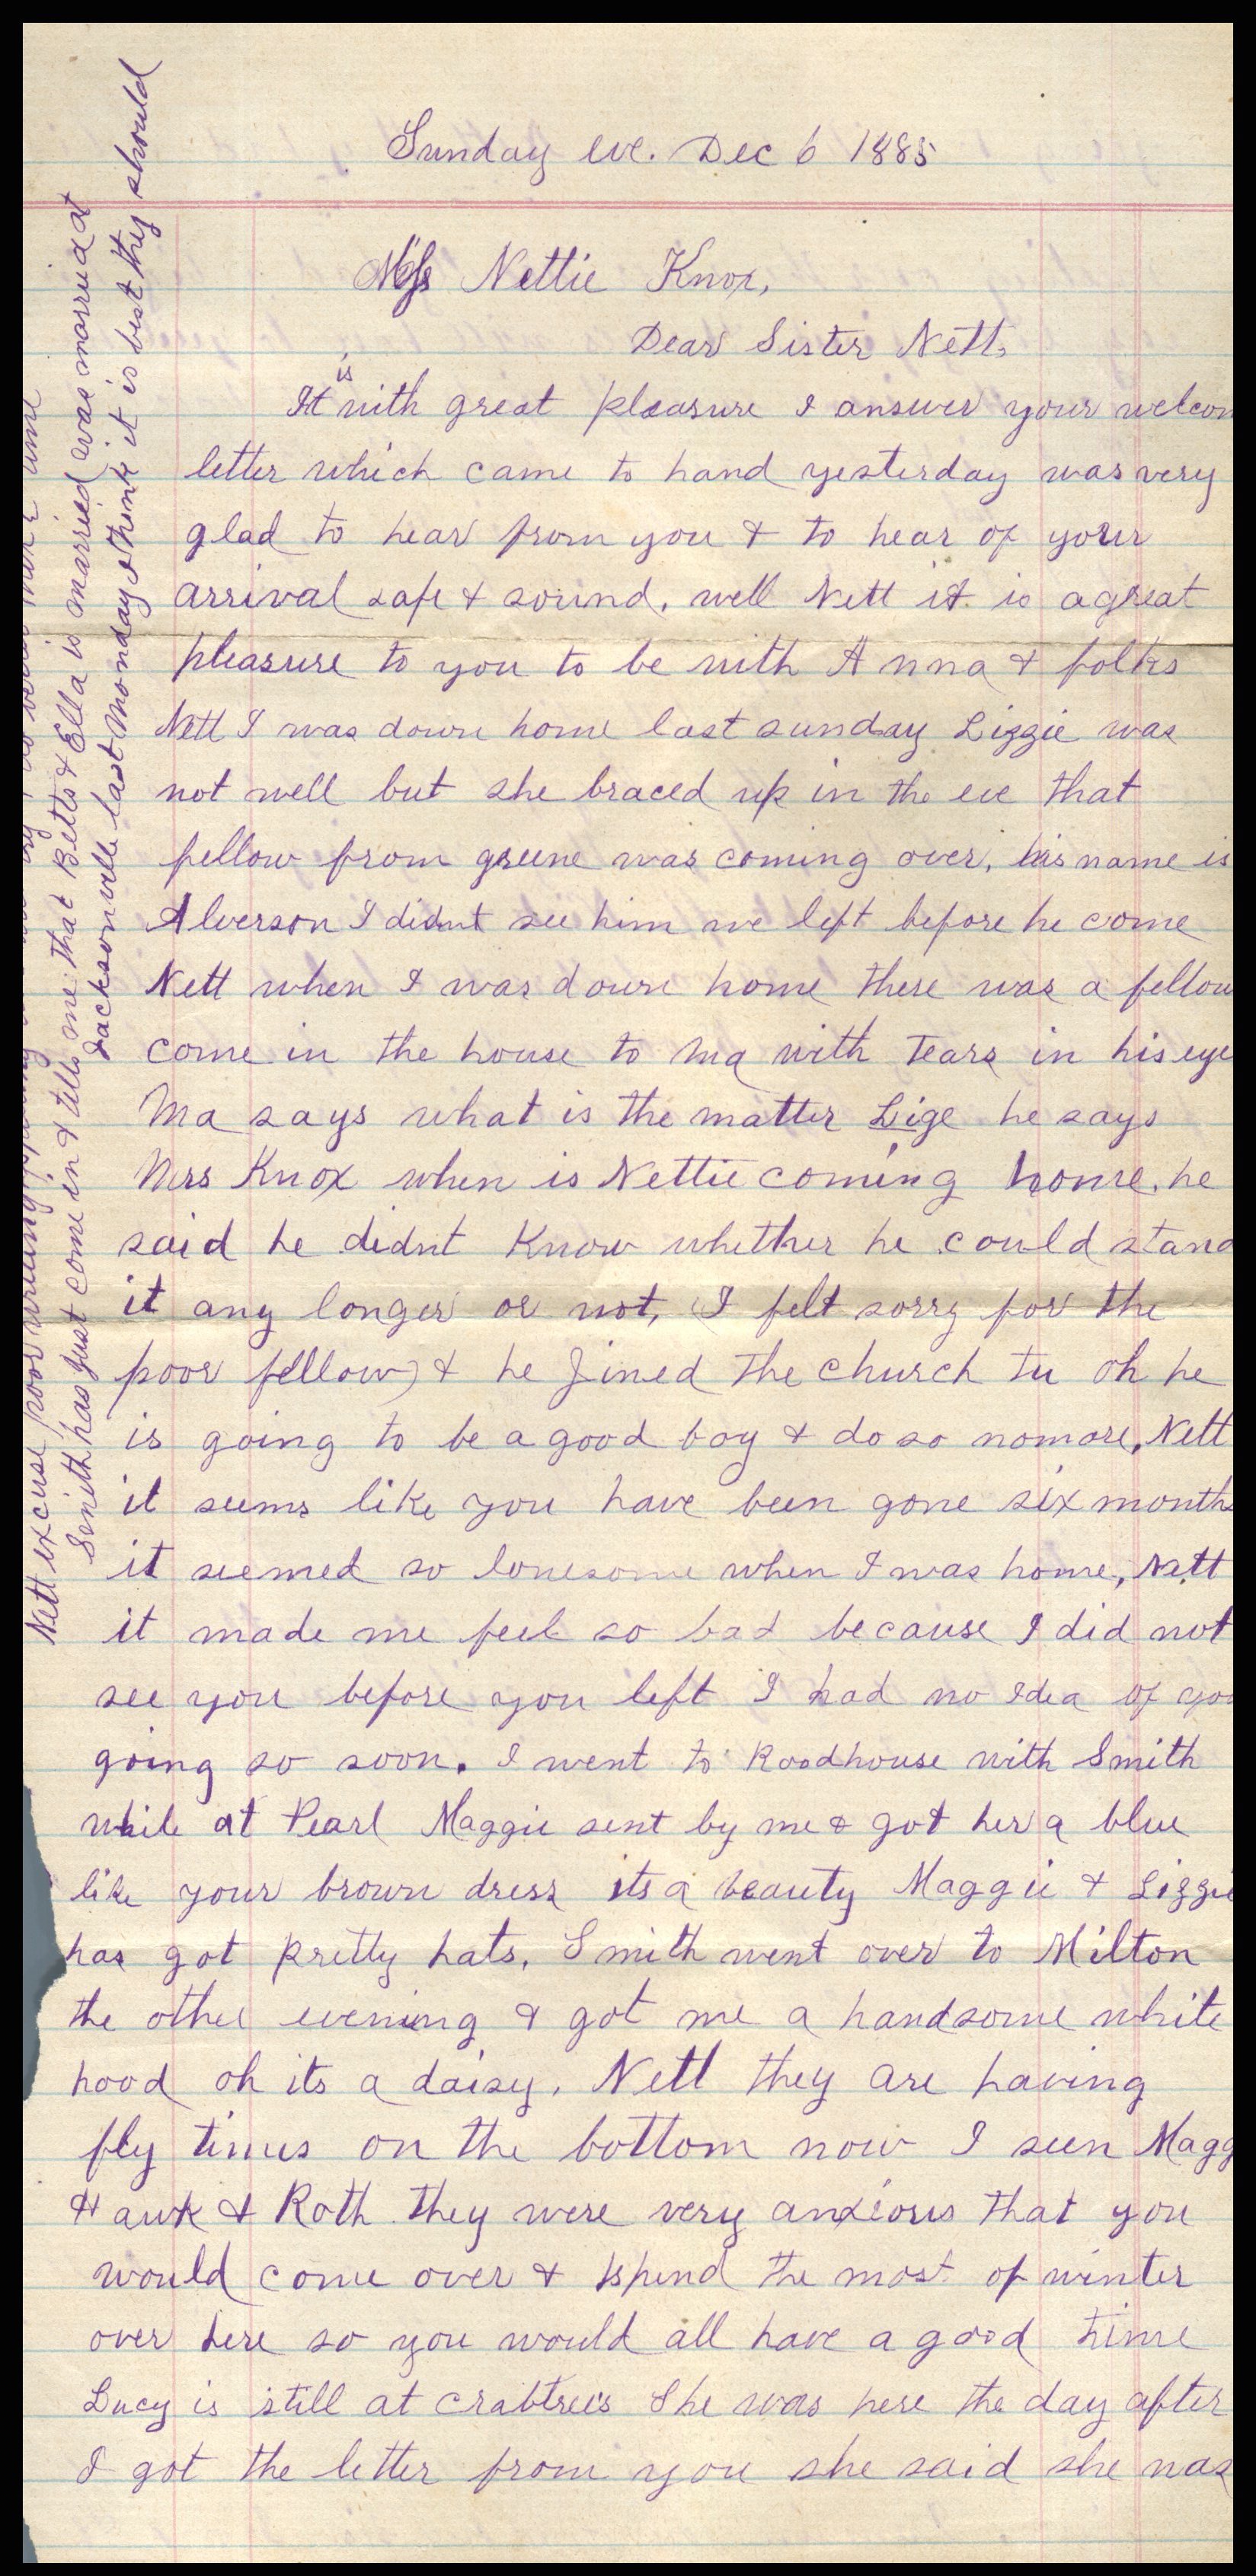 Sunday eve. Dec 6 1885
Miss Nettie Knox,
Dear Sister Nett,
is
It with great pleasure I answer your welcom
letter which came to hand yesterday was very
glad to hear from you & to hear of your
arrival safe & sound. well Nett it is a great
pleasure to you to be with Anna & folks
Nett I was down home last sunday Lizzie was
not well but she braced up in the eve that
fellow from greene was coming over, his name is
Alverson I didnt see him we left before he come
Nett when I was down home there was a fellow
come in the house to Ma with Tears in his eye
Ma says what is the matter Lige he says
Mrs Knox when is Nettie coming home, he
said he didnt Know whether he could stand
it any longer or not, (I felt sorry for the
poor fellow) & he Jined the church tu oh he
is going to be a good boy & do so nomore, Nett
it seems like you have been gone six months
it seemed so lonesome when I was home, Nett
it made me feel so bad because I did not
see you before you left I had no Idea of you
going so soon. I went to Roodhouse with Smith
while at Pearl Maggie sent by me & got her a blue
like your brown dress its a beauty Maggie & Lizzie
has got pretty hats, Smith went over to Milton
the other evening & got me a handsome white
hood oh its a daisy. Nett they are having
fly times on the bottom now I seen Magg
Hawk & Roth they were very anxious that you
would come over & spend the most of winter
over here so you would all have a good time
Lucy is still at crabtree's She was here the day after
I got the letter from you she said she was
Nett excuse poor writing
Smith has just come in & tells me that Betts & Ella is married was married at
Jacksonville last Monday I think it is best they should